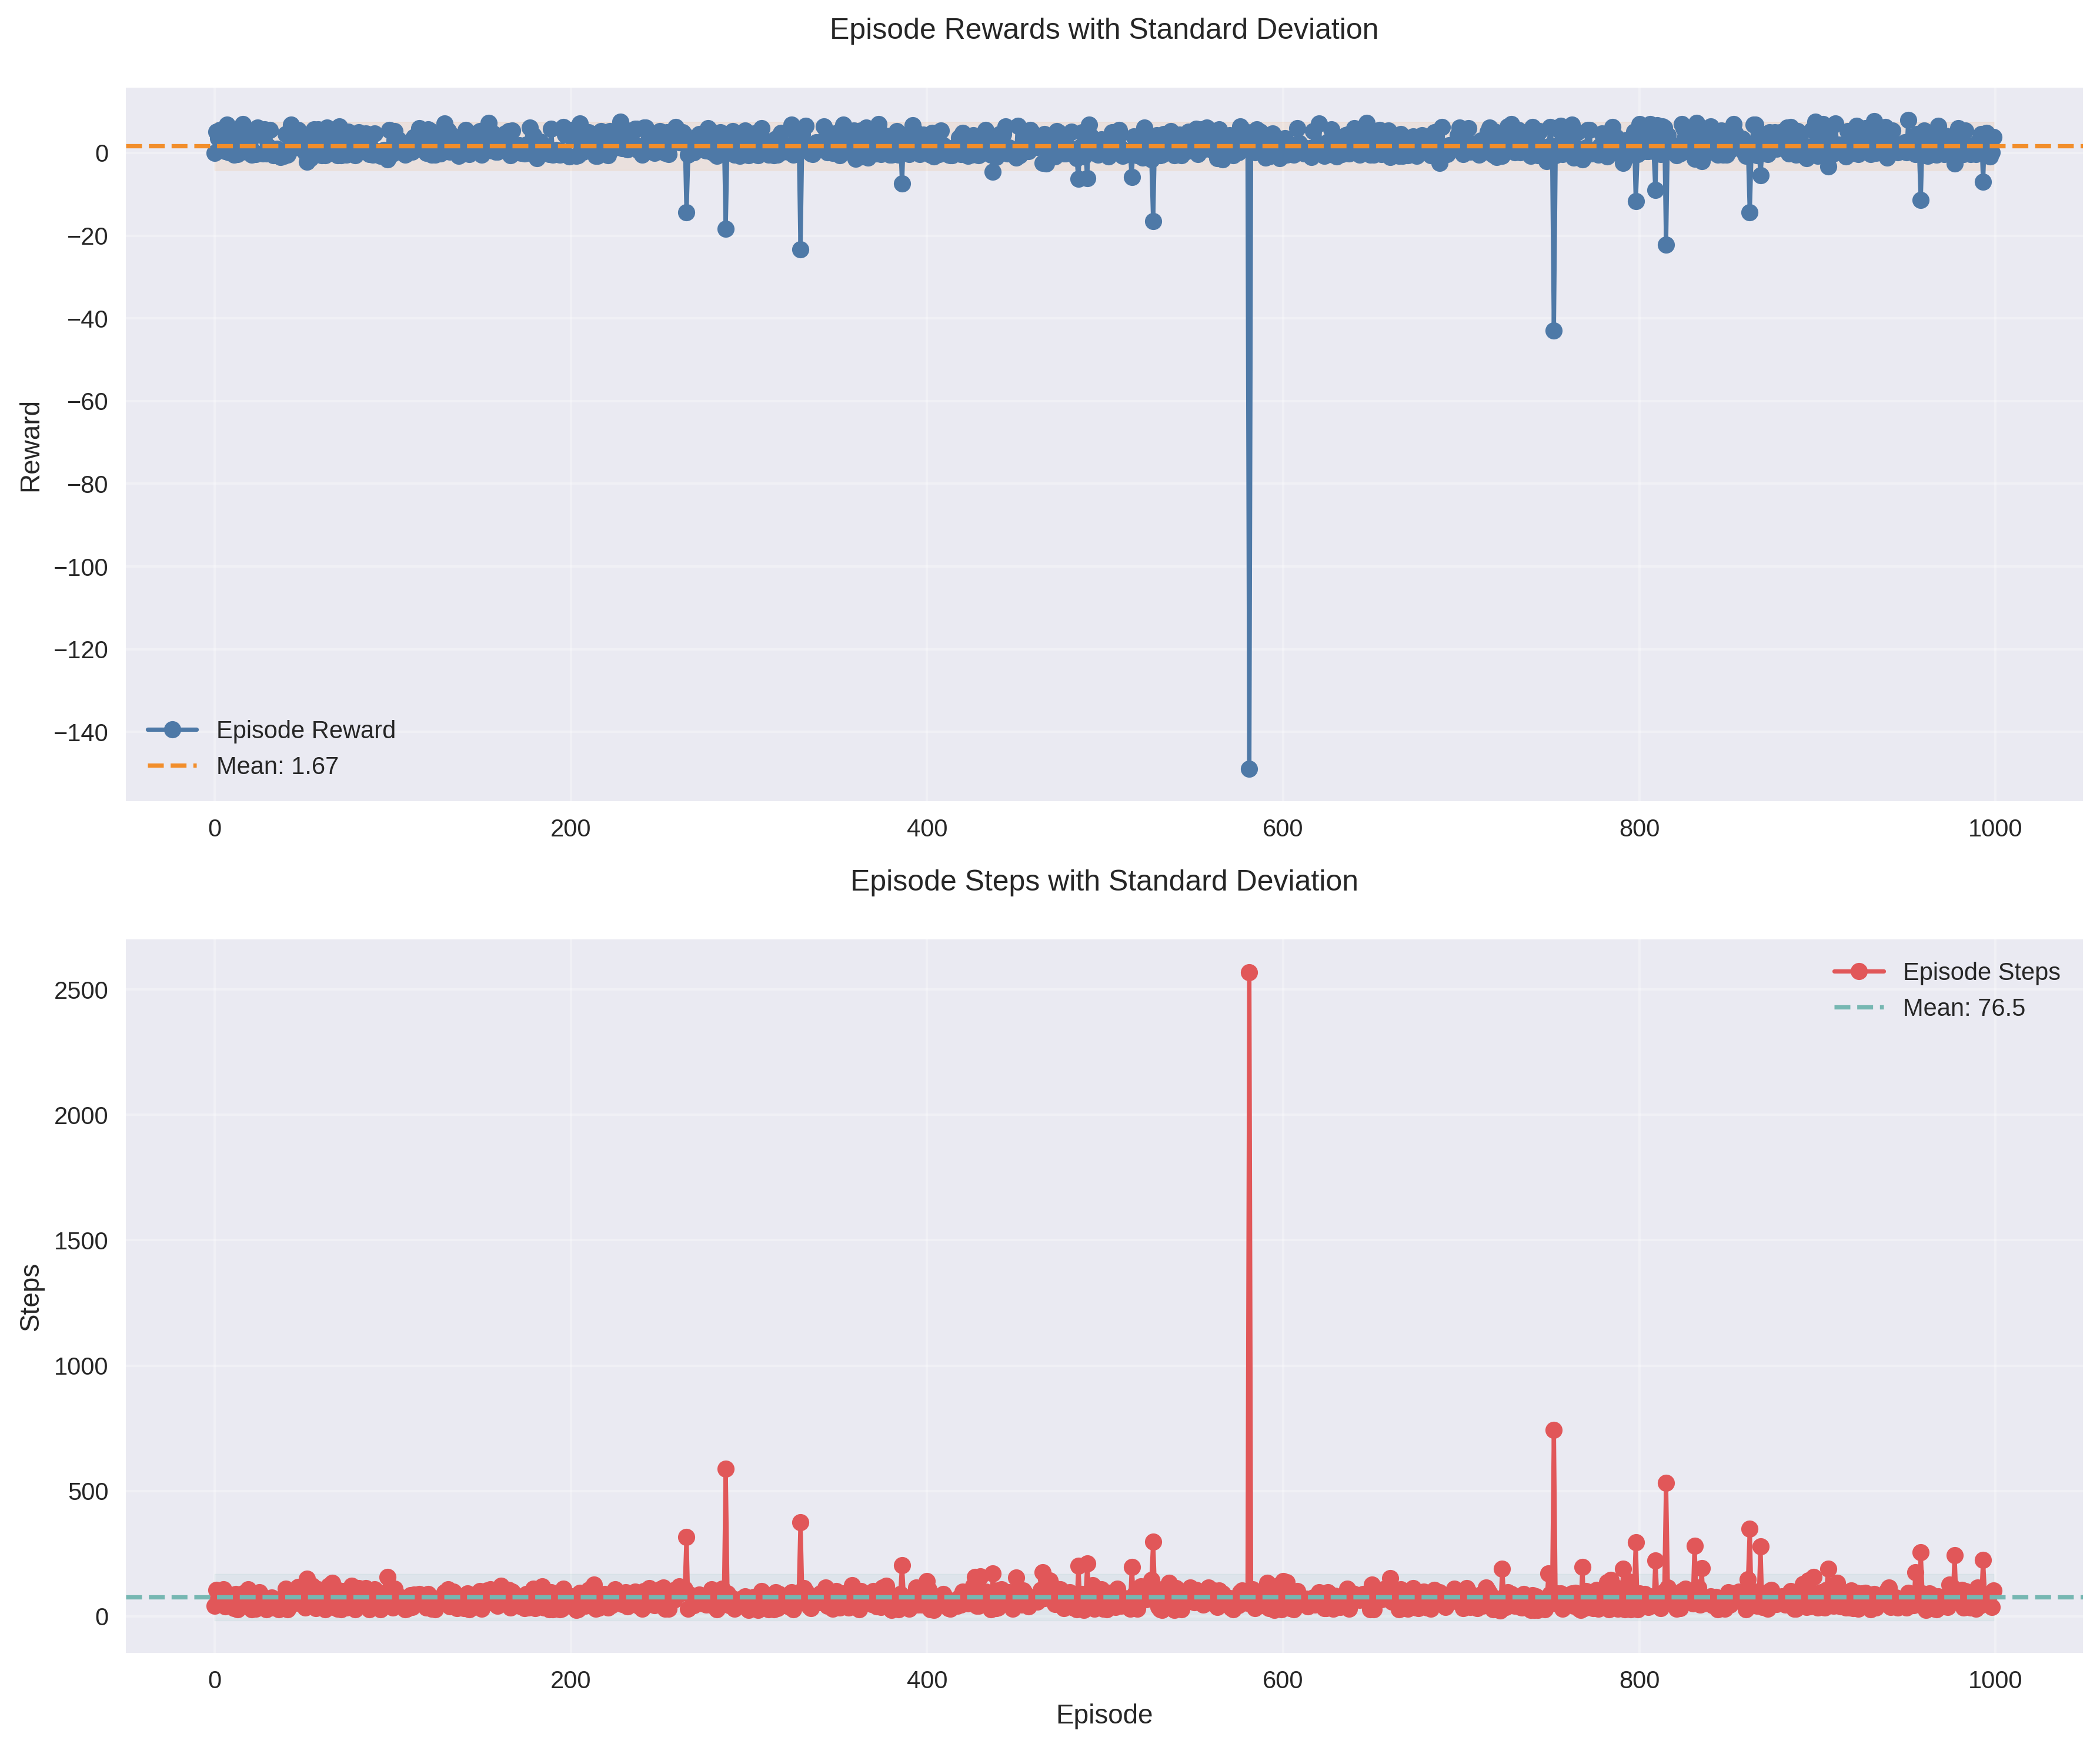 Episode Rewards with Standard Deviation
Reward
0
−20
−40
−60
−80
−100
−120
−140
Episode Reward
Mean: 1.67
0 200 400 600 800 1000
Episode Steps with Standard Deviation
Steps
2500
2000
1500
1000
500
0
Episode Steps
Mean: 76.5
0 200 400 600 800 1000
Episode